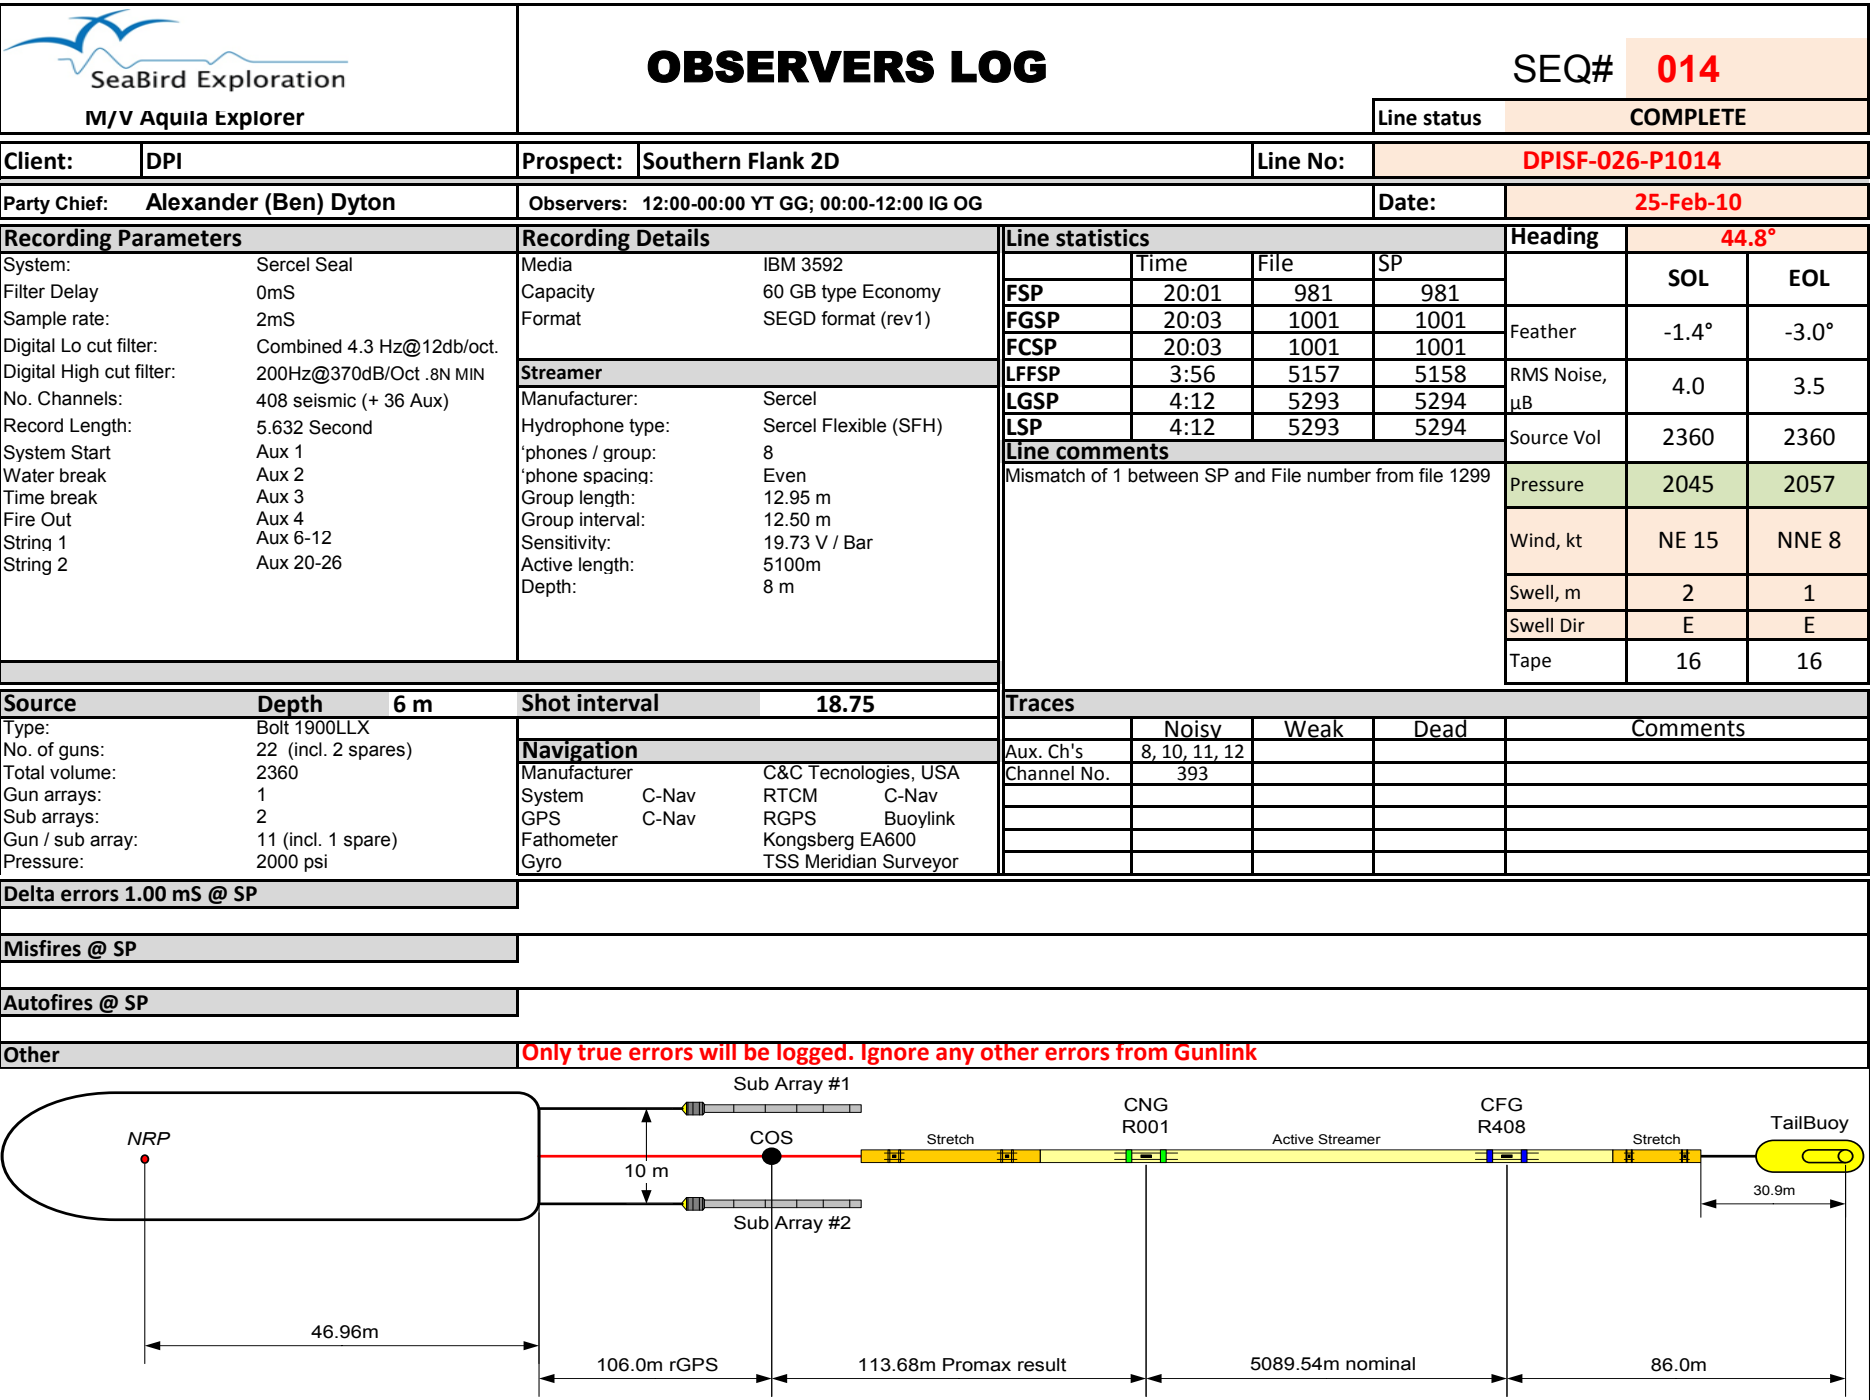 SeaBird Exploration
M/V Aquila Explorer
OBSERVERS LOG
SEQ# 014
Line status COMPLETE
Client: DPI Prospect: Southern Flank 2D Line No: DPISF-026-P1014
Party Chief: Alexander (Ben) Dyton Observers: 12:00-00:00 YT GG; 00:00-12:00 IG OG Date: 25-Feb-10
Recording Parameters
System: Sercel Seal
Filter Delay 0mS
Sample rate: 2mS
Digital Lo cut filter: Combined 4.3 Hz@12db/oct.
Digital High cut filter: 200Hz@370dB/Oct .8N MIN
No. Channels: 408 seismic (+ 36 Aux)
Record Length: 5.632 Second
System Start Aux 1
Water break Aux 2
Time break Aux 3
Fire Out Aux 4
String 1 Aux 6-12
String 2 Aux 20-26
Recording Details
Media IBM 3592
Capacity 60 GB type Economy
Format SEGD format (rev1)
Streamer
Manufacturer: Sercel
Hydrophone type: Sercel Flexible (SFH)
'phones / group: 8
'phone spacing: Even
Group length: 12.95 m
Group interval: 12.50 m
Sensitivity: 19.73 V / Bar
Active length: 5100m
Depth: 8 m
Line statistics
Time File SP
FSP 20:01 981 981
FGSP 20:03 1001 1001
FCSP 20:03 1001 1001
LFFSP 3:56 5157 5158
LGSP 4:12 5293 5294
LSP 4:12 5293 5294
Line comments
Mismatch of 1 between SP and File number from file 1299
Heading 44.8°
SOL EOL
Feather -1.4° -3.0°
RMS Noise, µB 4.0 3.5
Source Vol 2360 2360
Pressure 2045 2057
Wind, kt NE 15 NNE 8
Swell, m 2 1
Swell Dir E E
Tape 16 16
Source Depth 6 m
Type: Bolt 1900LLX
No. of guns: 22 (incl. 2 spares)
Total volume: 2360
Gun arrays: 1
Sub arrays: 2
Gun / sub array: 11 (incl. 1 spare)
Pressure: 2000 psi
Shot interval 18.75
Navigation
Manufacturer C&C Tecnologies, USA
System C-Nav RTCM C-Nav
GPS C-Nav RGPS Buoylink
Fathometer Kongsberg EA600
Gyro TSS Meridian Surveyor
Traces
Noisy Weak Dead Comments
Aux. Ch's 8, 10, 11, 12
Channel No. 393
Delta errors 1.00 mS @ SP
Misfires @ SP
Autofires @ SP
Other Only true errors will be logged. Ignore any other errors from Gunlink
Sub Array #1
CNG
R001
CFG
R408
TailBuoy
NRP
COS
Stretch
Active Streamer
Stretch
10 m
30.9m
Sub Array #2
46.96m
106.0m rGPS
113.68m Promax result
5089.54m nominal
86.0m